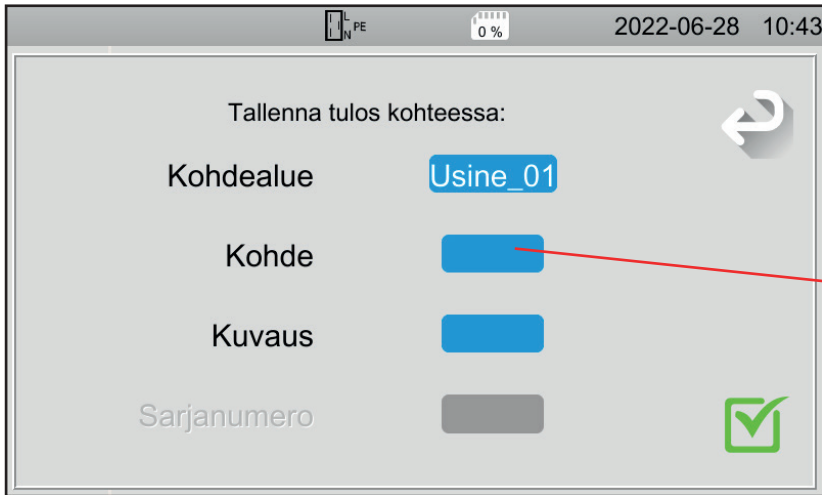 L
N PE
0 %
2022-06-28 10:43
Tallenna tulos kohteessa:
Kohdealue Usine_01
Kohde
Kuvaus
Sarjanumero